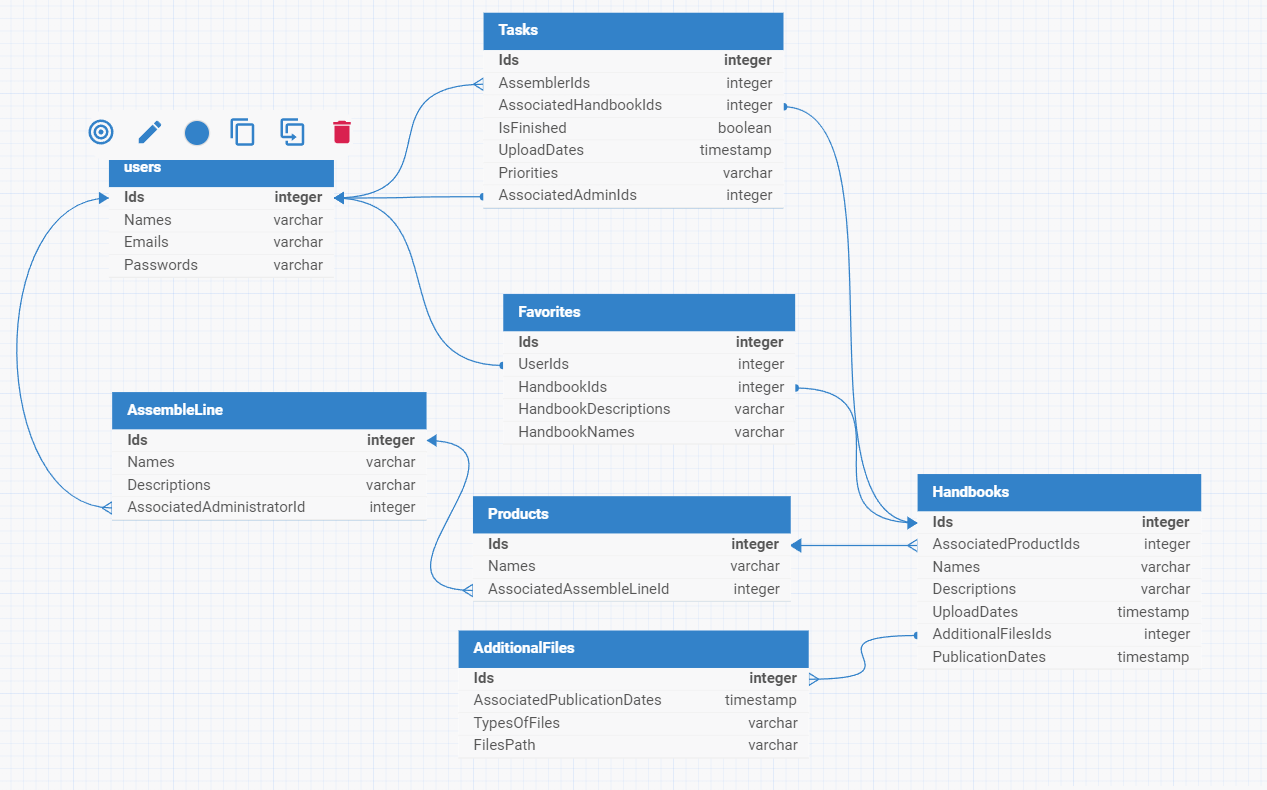 Tasks
Ids integer
AssemblerIds integer
AssociatedHandbookIds integer
IsFinished boolean
UploadDates timestamp
Priorities varchar
AssociatedAdminIds integer
users
Ids integer
Names varchar
Emails varchar
Passwords varchar
Favorites
Ids integer
UserIds integer
HandbookIds integer
HandbookDescriptions varchar
HandbookNames varchar
AssembleLine
Ids integer
Names varchar
Descriptions varchar
AssociatedAdministratorId integer
Products
Ids integer
Names varchar
AssociatedAssembleLineId integer
Handbooks
Ids integer
AssociatedProductIds integer
Names varchar
Descriptions varchar
UploadDates timestamp
AdditionalFilesIds integer
PublicationDates timestamp
AdditionalFiles
Ids integer
AssociatedPublicationDates timestamp
TypesOfFiles varchar
FilesPath varchar